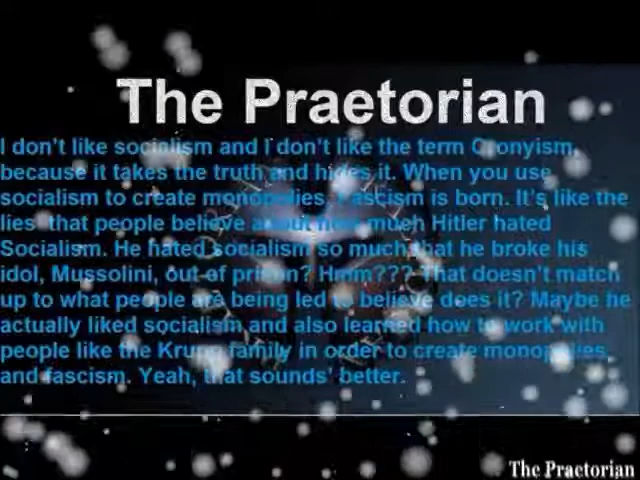 The Praetorian
I don't like socialism and I don't like the term Cronyism,
because it takes the truth and hides it. When you use
socialism to create monopolies, Fascism is born. It's like the
lies that people believe about how much Hitler hated
Socialism. He hated socialism so much that he broke his
idol, Mussolini, out of prison? Hmm??? That doesn't match
up to what people are being led to believe does it? Maybe he
actually liked socialism and also learned how to work with
people like the Krupp family in order to create monopolies
and fascism. Yeah, that sounds' better.
The Praetorian